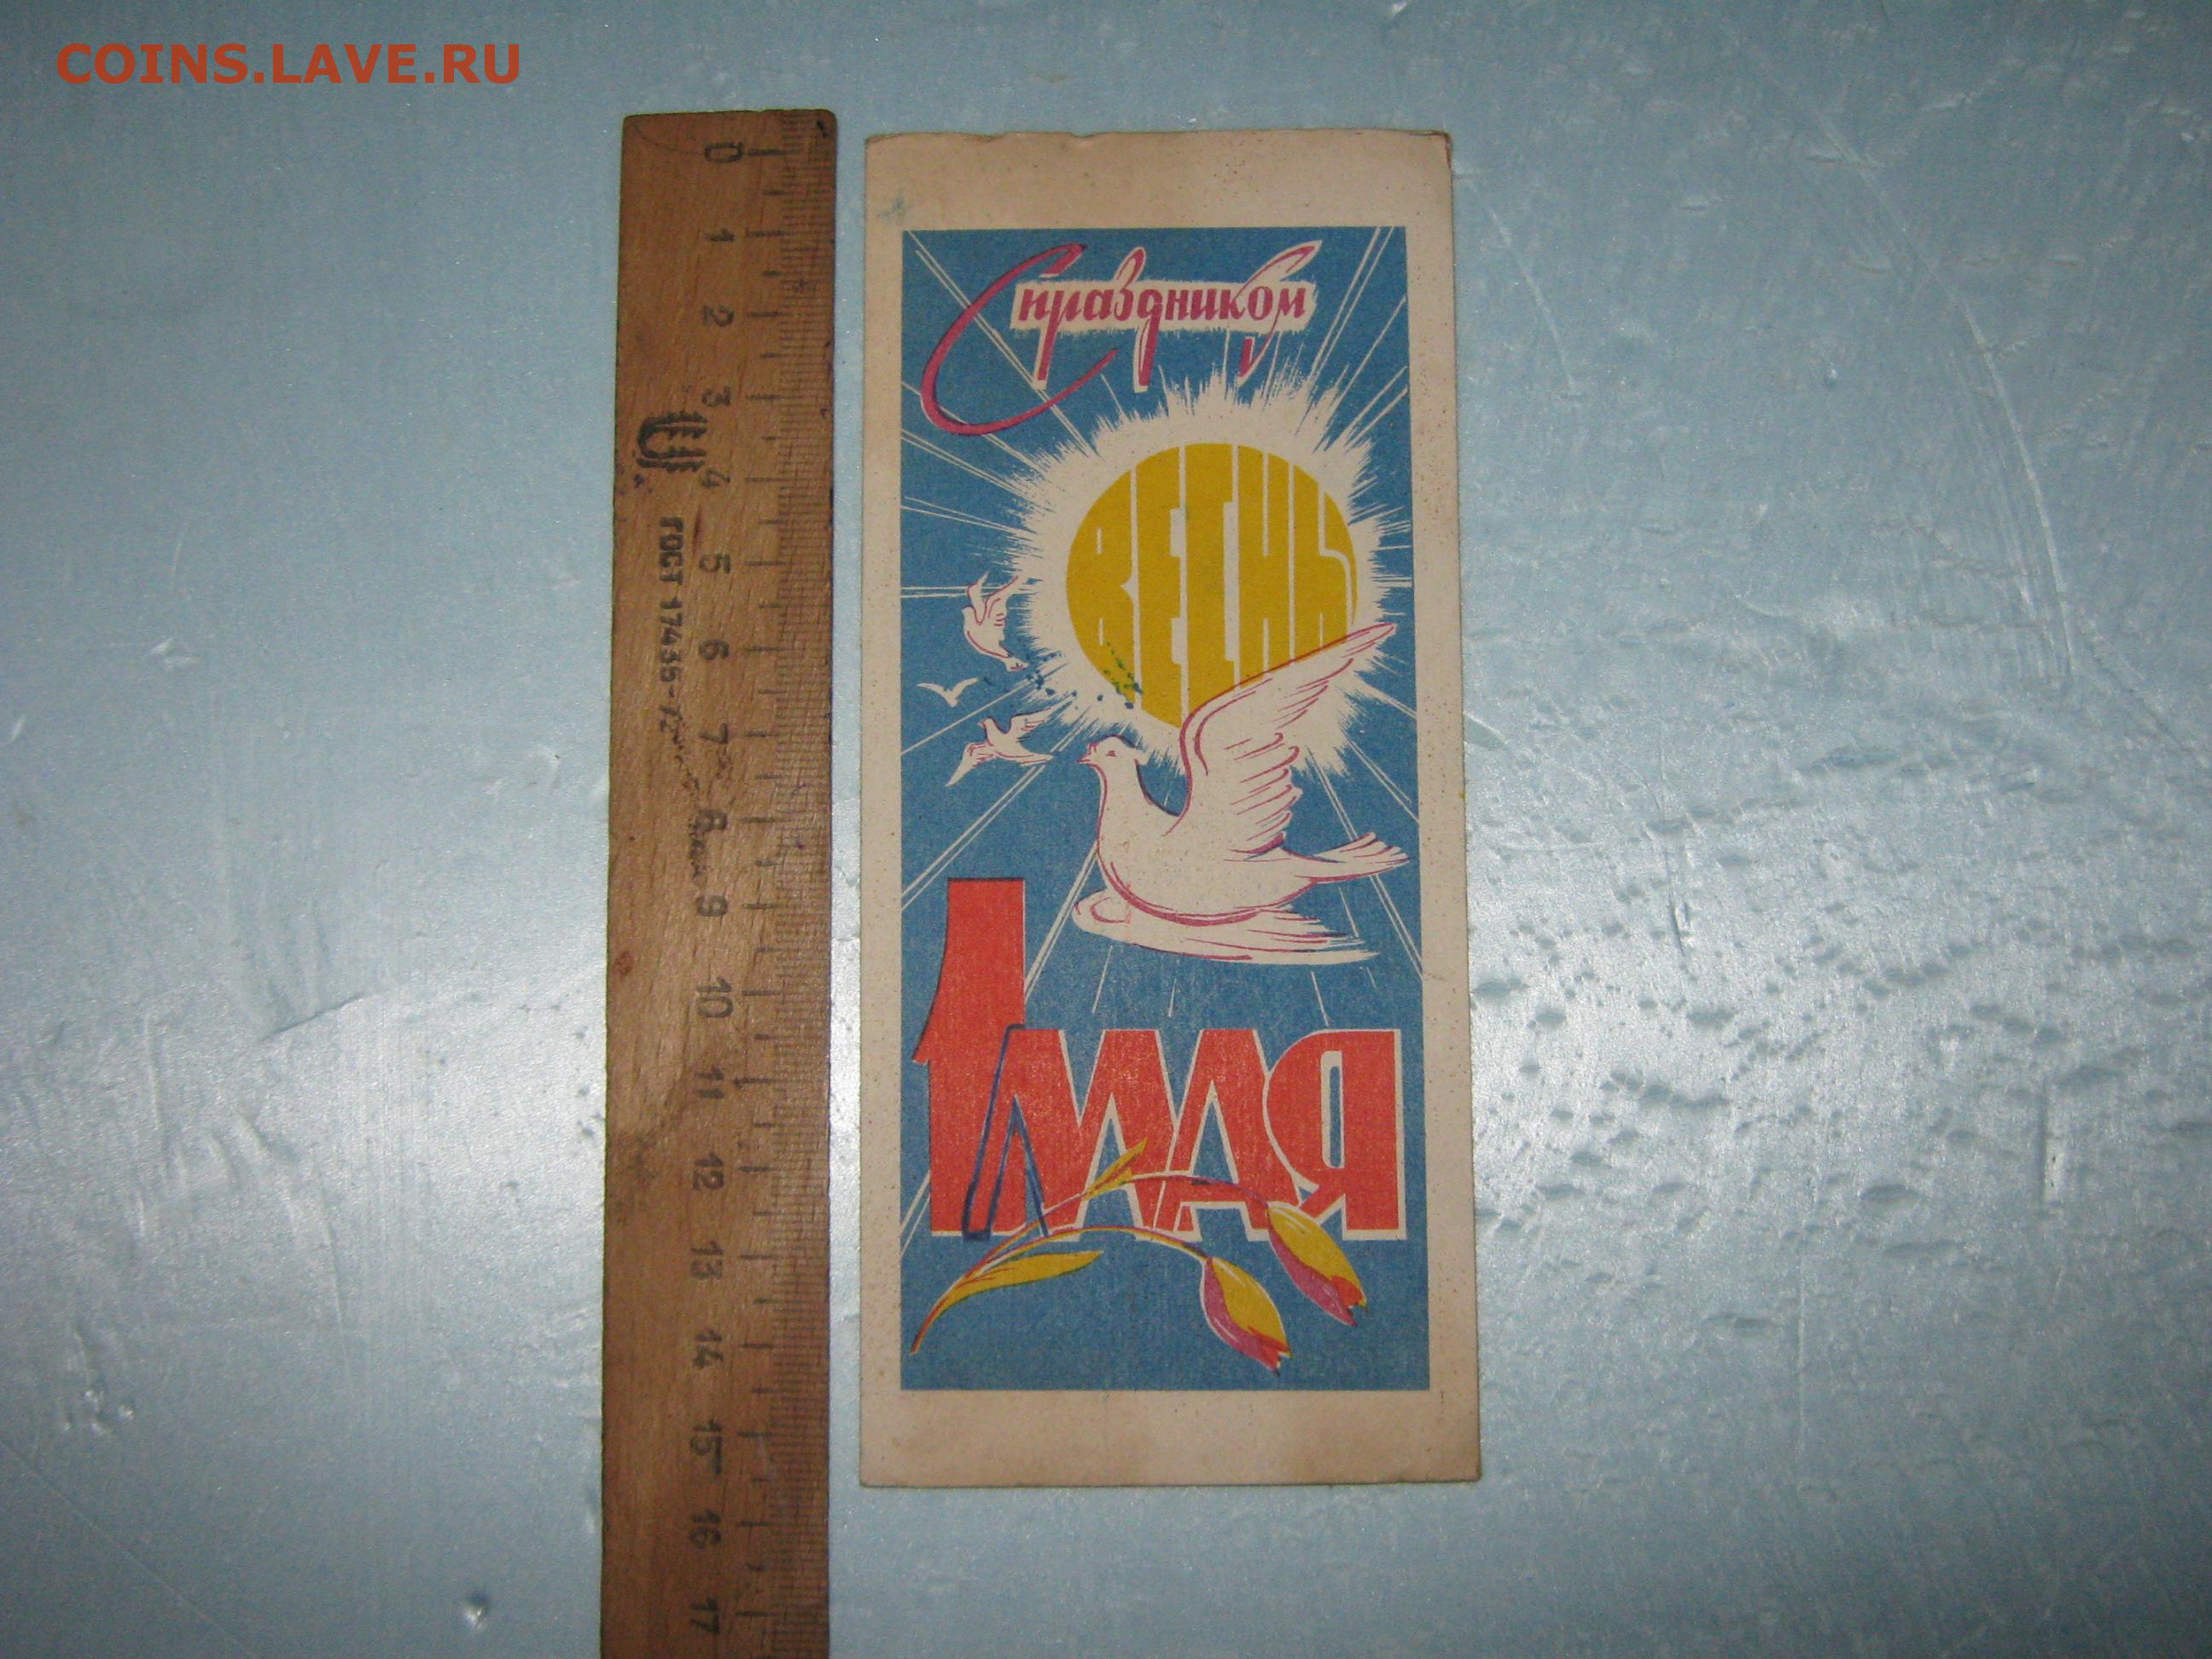 COINS.LAVE.RU
0 1 2 3 4 5 6 7 8 9 10 11 12 13 14 15 16 17
ГОСТ 17435-72
С праздником
ВЕСНЫ
1 МАЯ